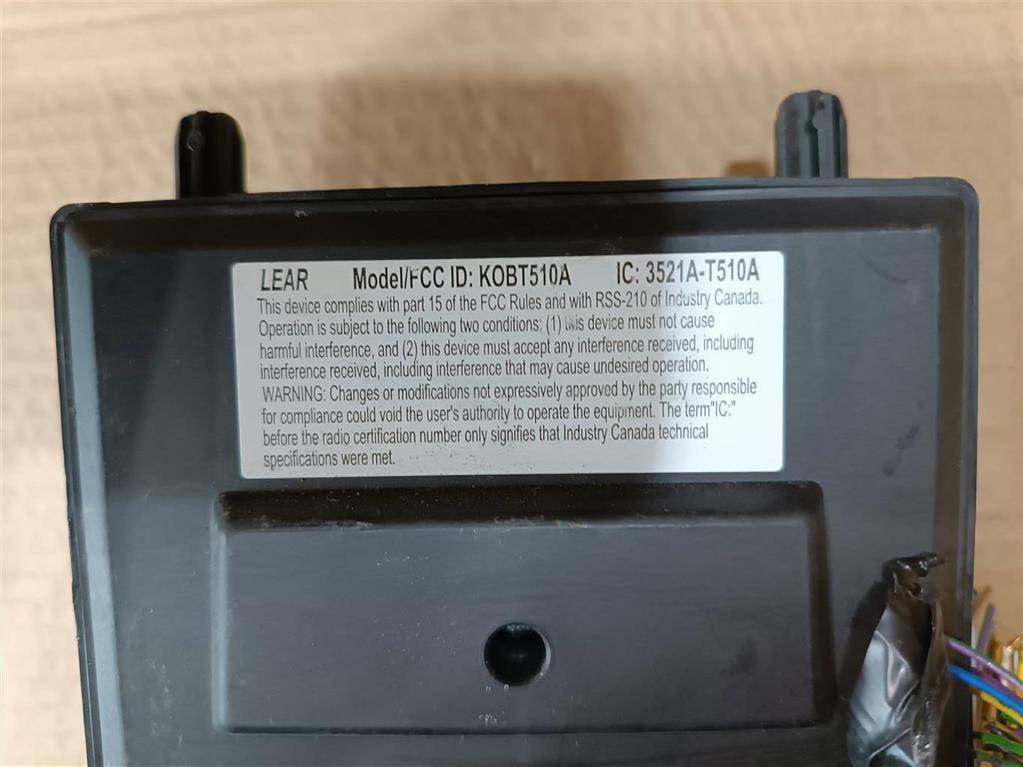 LEAR Model/FCC ID: KOBT510A IC: 3521A-T510A
This device complies with part 15 of the FCC Rules and with RSS-210 of Industry Canada.
Operation is subject to the following two conditions: (1) this device must not cause
harmful interference, and (2) this device must accept any interference received, including
interference received, including interference that may cause undesired operation.
WARNING: Changes or modifications not expressively approved by the party responsible
for compliance could void the user's authority to operate the equipment. The term"IC:"
before the radio certification number only signifies that Industry Canada technical
specifications were met.